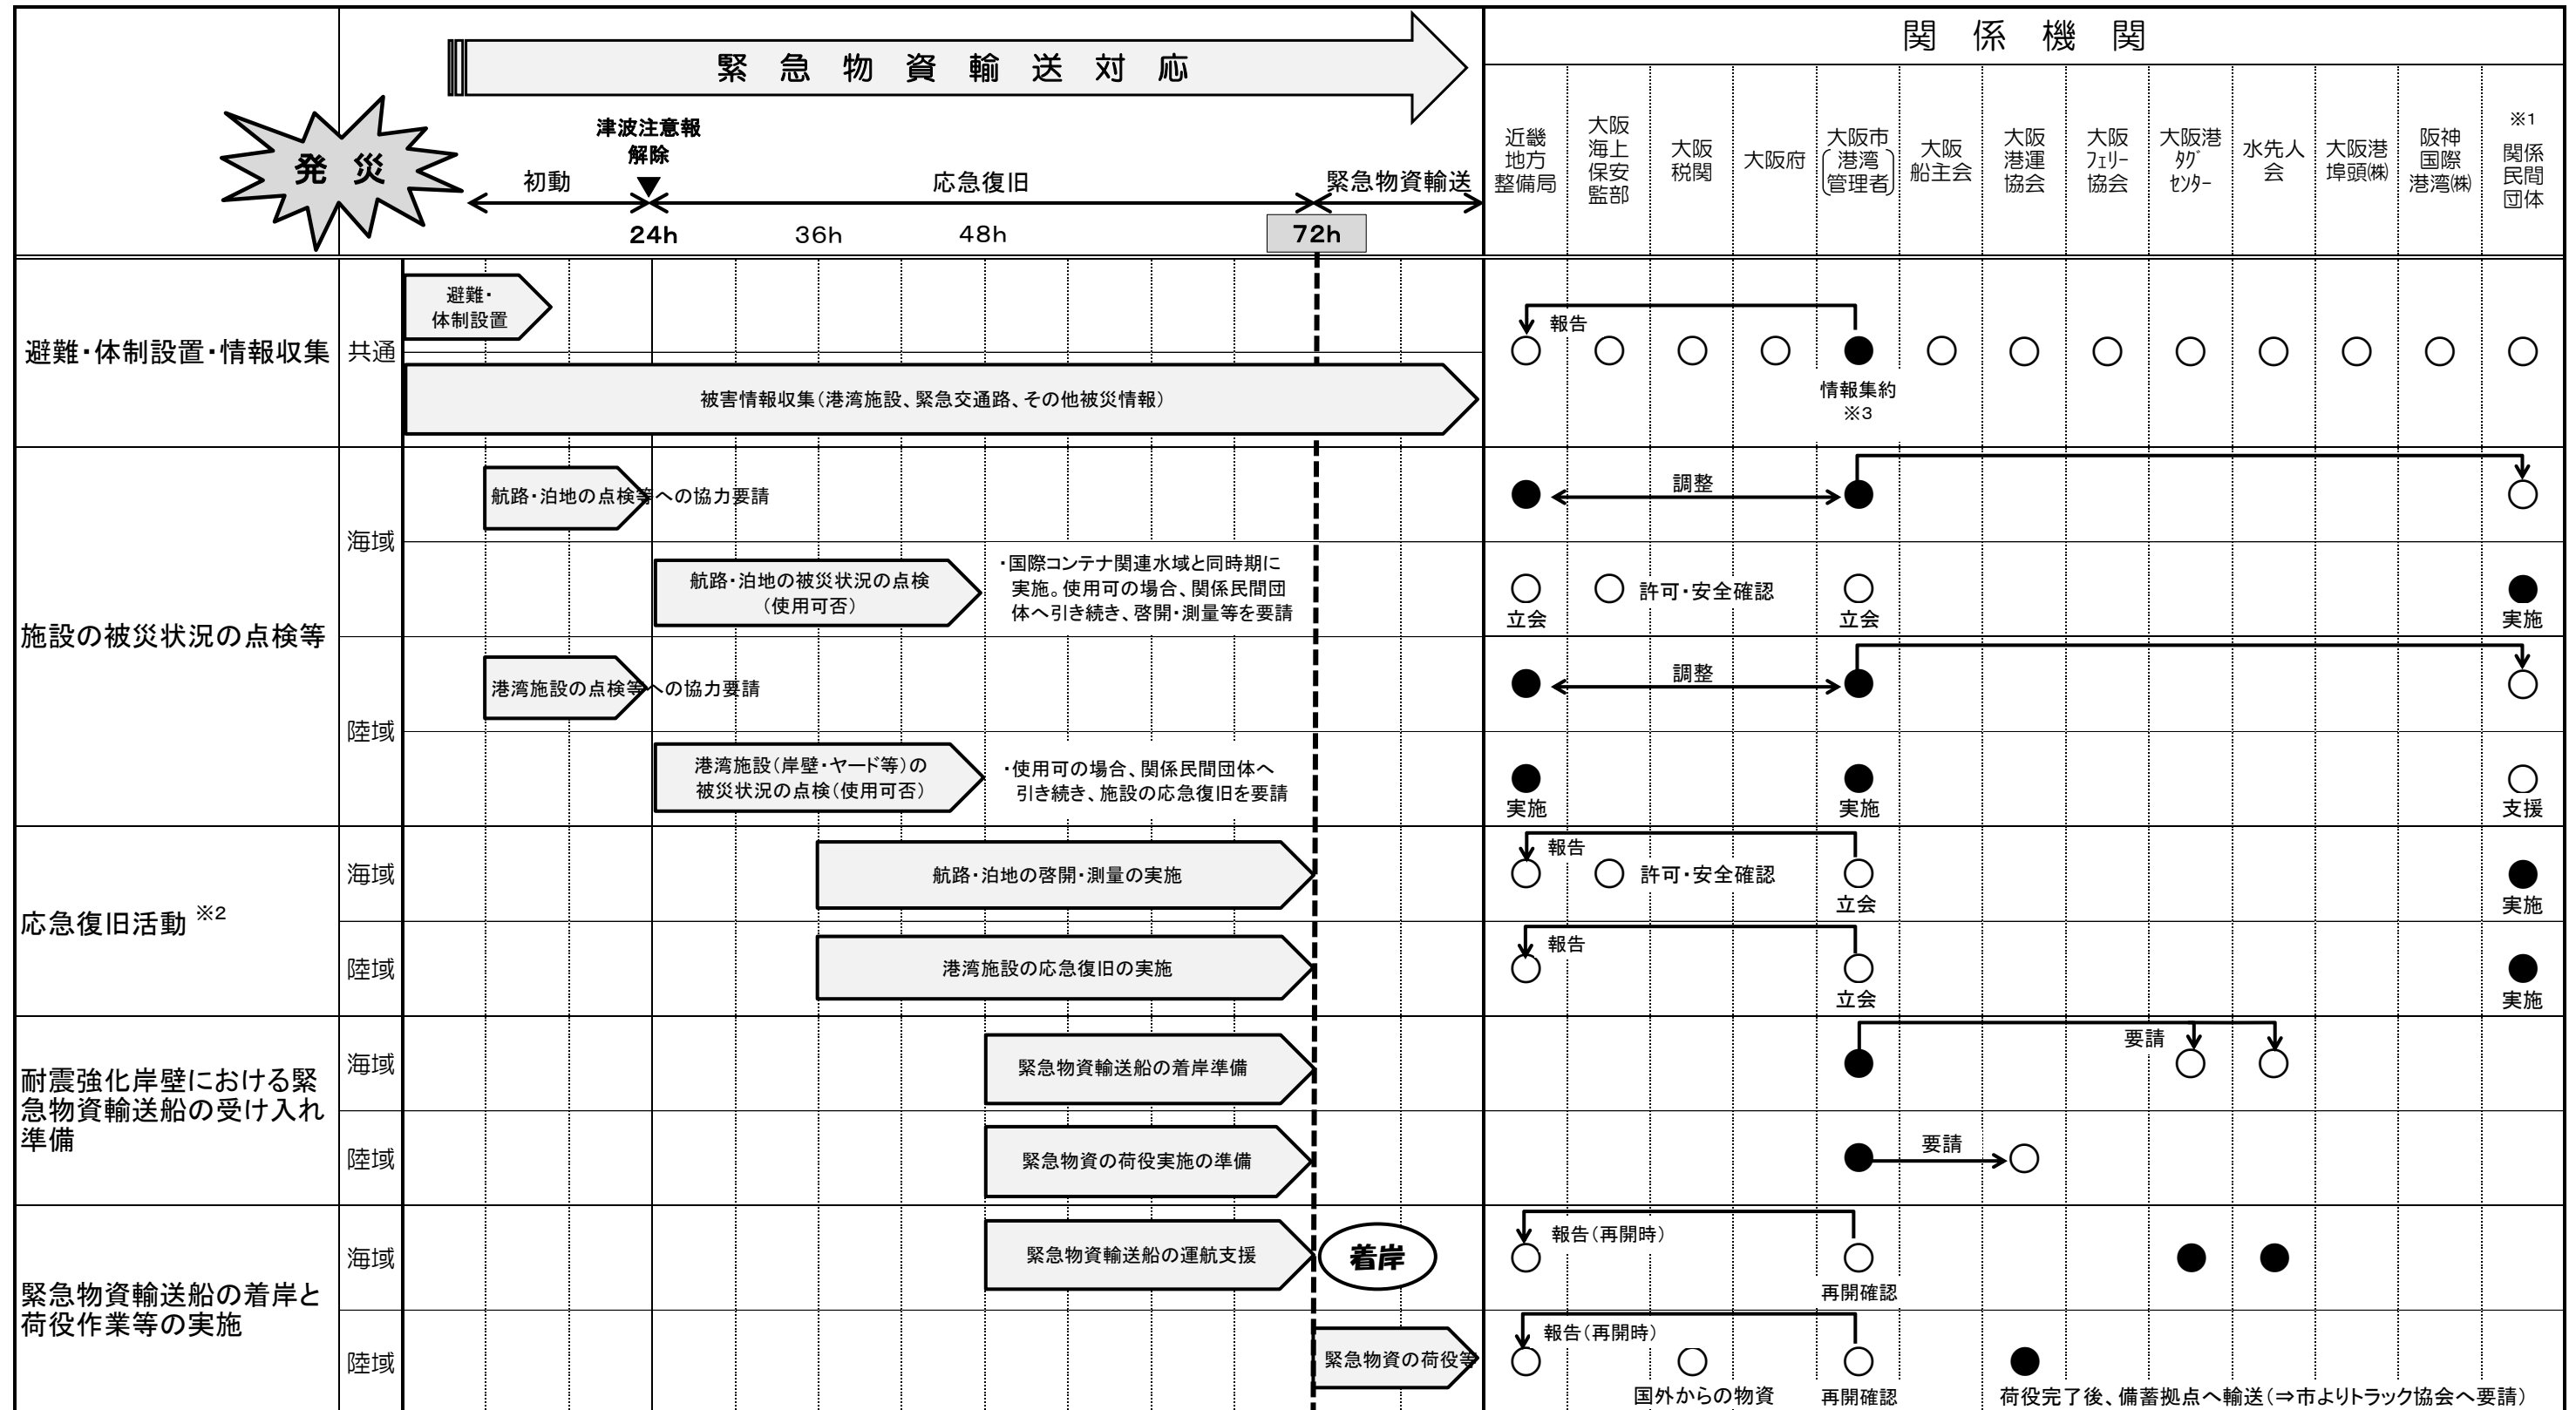 緊急物資輸送対応
関係機関
発災
津波注意報
解除
初動
応急復旧
緊急物資輸送
24h
36h
48h
72h
近畿
地方
整備局
大阪
海上
保安
監部
大阪
税関
大阪府
大阪市
港湾
管理者
大阪
船主会
大阪
港運
協会
大阪
ﾌｪﾘｰ
協会
大阪港
ﾀｸﾞ
ｾﾝﾀｰ
水先人
会
大阪港
埠頭㈱
阪神
国際
港湾㈱
※1
関係
民間
団体
避難・体制設置・情報収集
共通
避難・
体制設置
被害情報収集（港湾施設、緊急交通路、その他被災情報）
報告
情報集約
※3
施設の被災状況の点検等
海域
航路・泊地の点検等への協力要請
調整
航路・泊地の被災状況の点検
（使用可否）
・国際コンテナ関連水域と同時期に
実施。使用可の場合、関係民間団
体へ引き続き、啓開・測量等を要請
立会
許可・安全確認
立会
実施
陸域
港湾施設の点検等への協力要請
調整
港湾施設（岸壁・ヤード等）の
被災状況の点検（使用可否）
・使用可の場合、関係民間団体へ
引き続き、施設の応急復旧を要請
実施
実施
支援
応急復旧活動 ※2
海域
航路・泊地の啓開・測量の実施
報告
許可・安全確認
立会
実施
陸域
港湾施設の応急復旧の実施
報告
立会
実施
耐震強化岸壁における緊
急物資輸送船の受け入れ
準備
海域
緊急物資輸送船の着岸準備
要請
陸域
緊急物資の荷役実施の準備
要請
緊急物資輸送船の着岸と
荷役作業等の実施
海域
緊急物資輸送船の運航支援
着岸
報告（再開時）
再開確認
陸域
緊急物資の荷役等
報告（再開時）
国外からの物資
再開確認
荷役完了後、備蓄拠点へ輸送（⇒市よりトラック協会へ要請）